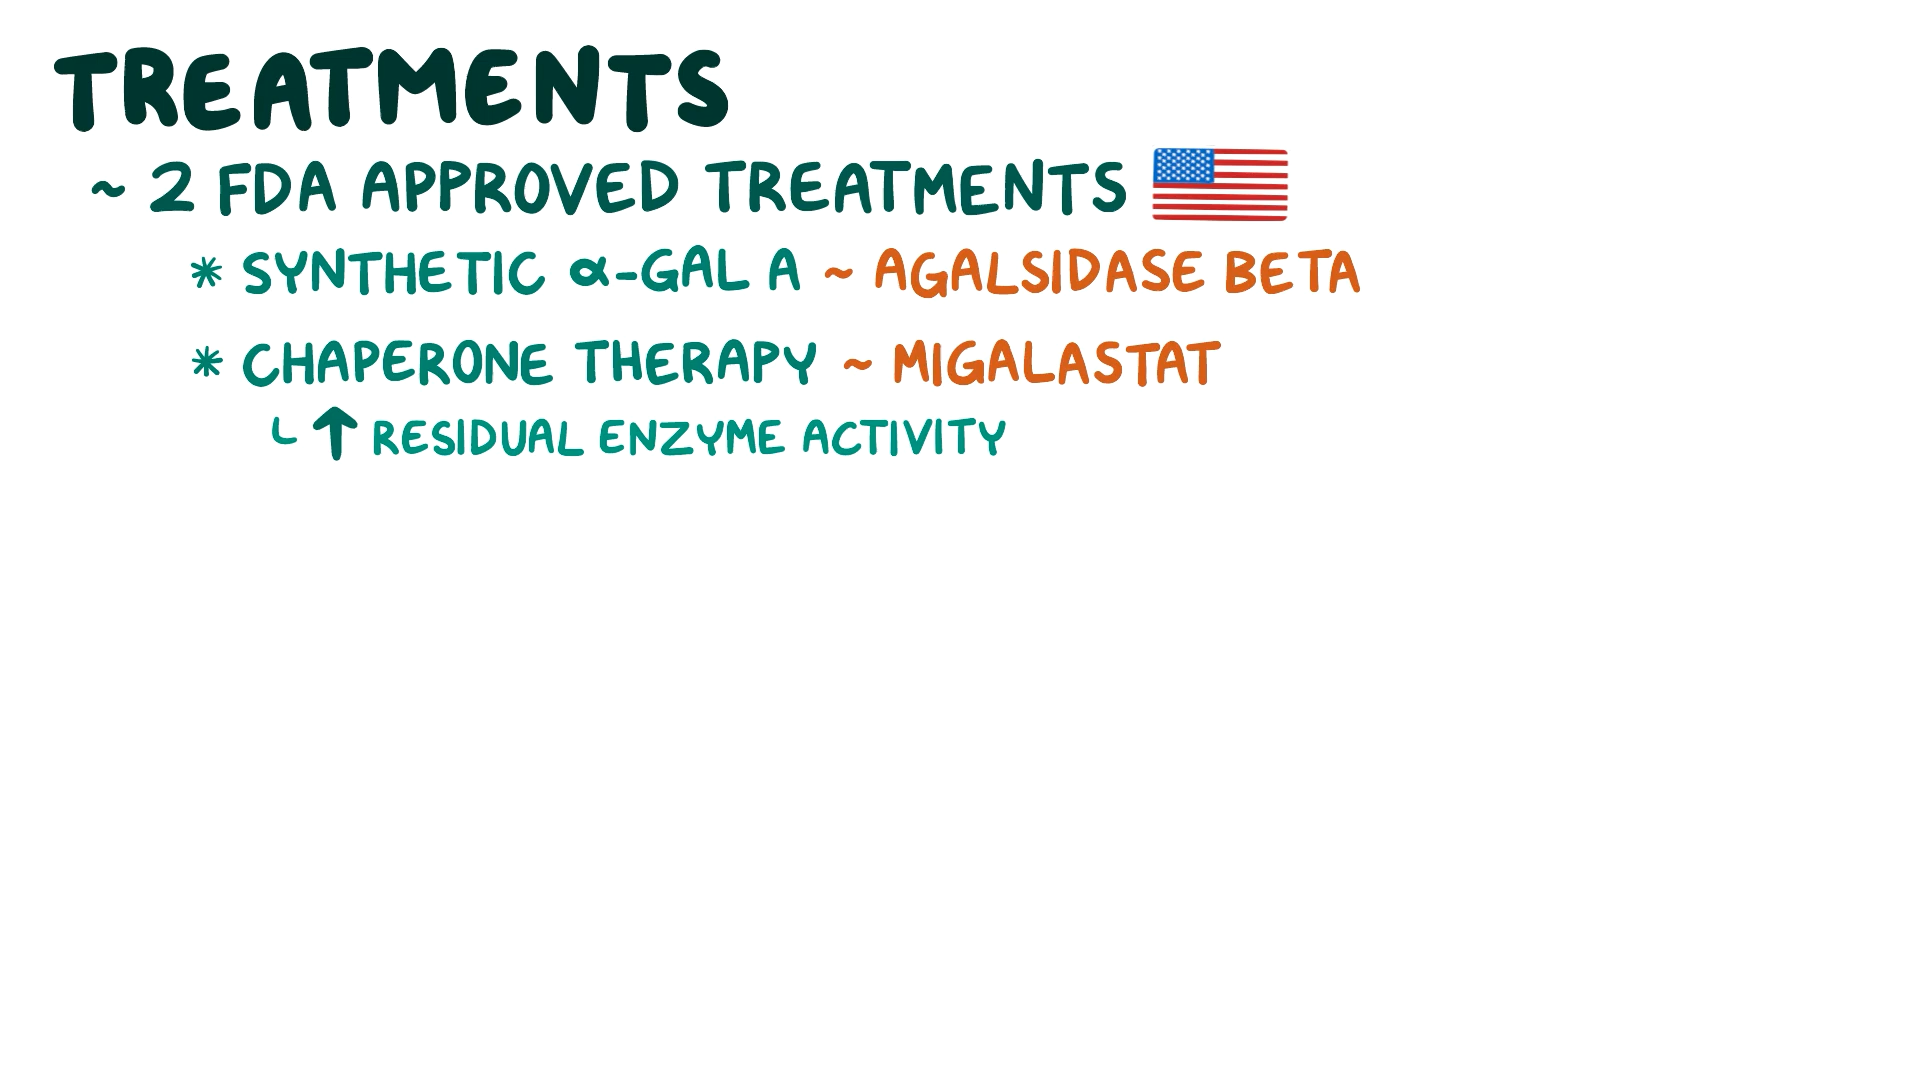 TREATMENTS
~ 2 FDA APPROVED TREATMENTS
* SYNTHETIC α-GAL A ~ AGALSIDASE BETA
* CHAPERONE THERAPY ~ MIGALASTAT
└ ↑ RESIDUAL ENZYME ACTIVITY